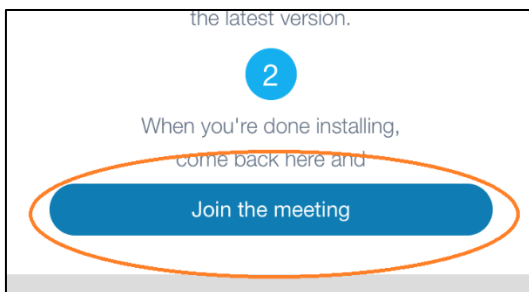 the latest version.
2
When you're done installing,
come back here and
Join the meeting